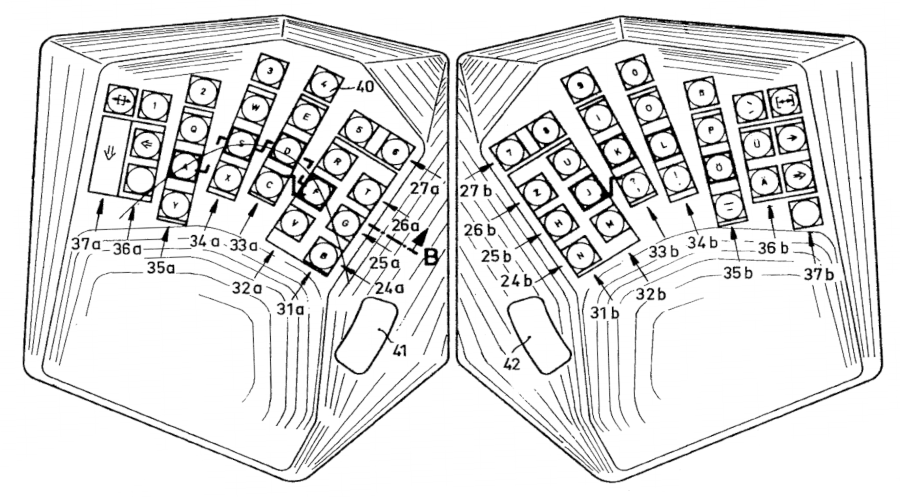 3 4 40 9 0
2 1 W E 5 6 8 7 I O ß
Q S D R T U Z K L P Ü
A X C F G J H M ? ! Ö Ä
Y V B N
27a 27b
26a 26b
25a 25b
B
24a 24b
37a 36a 34a 33a 33b 34b 36b
35a 35b 37b
32a 32b
31a 31b
41 42